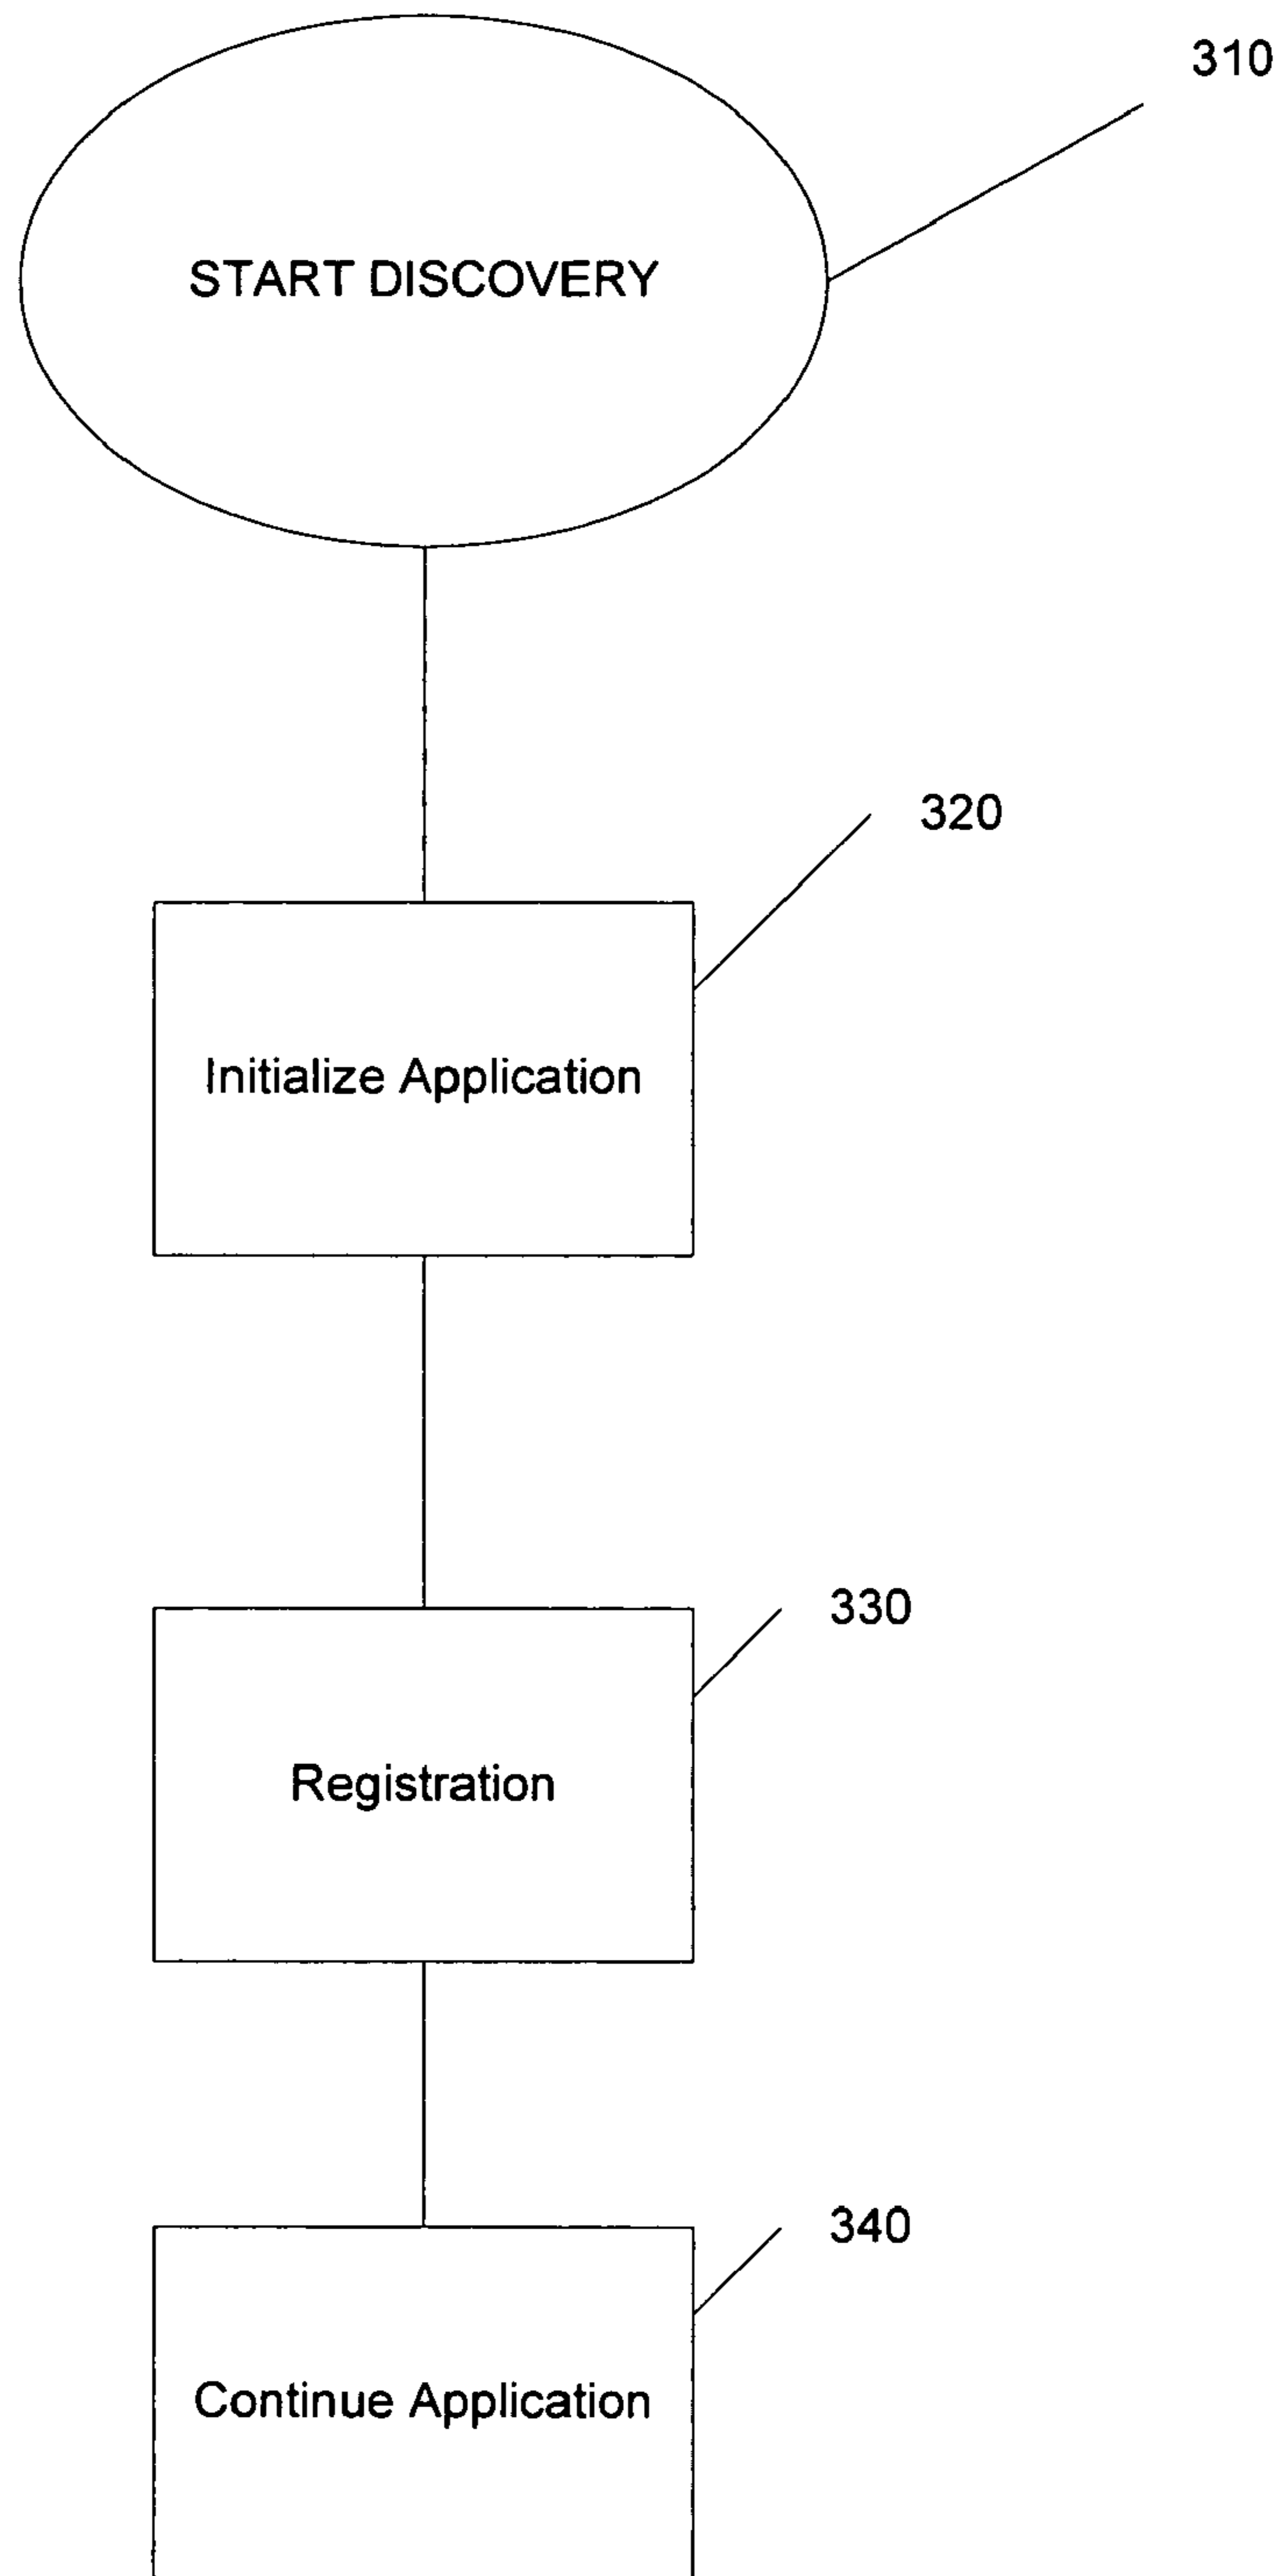 310
START DISCOVERY
320
Initialize Application
330
Registration
340
Continue Application